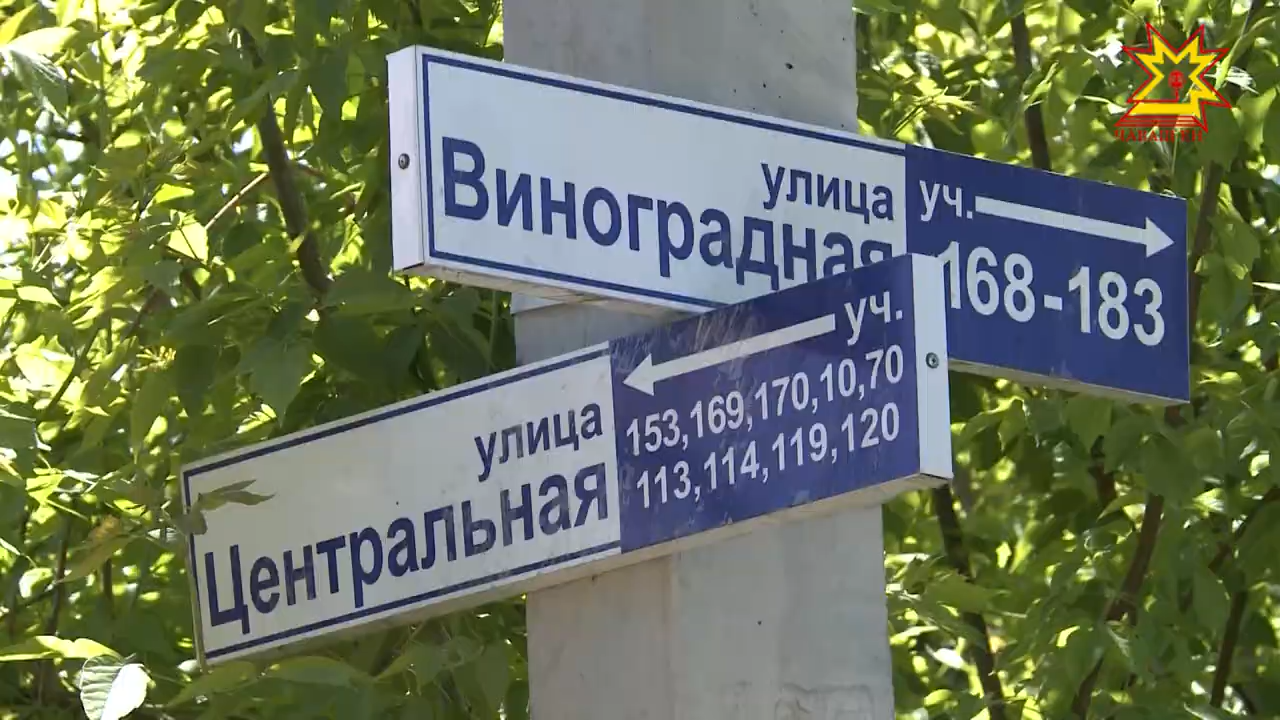 улица
Виноградная
уч.
168-183
улица
Центральная
уч.
153,169,170,10,70
113,114,119,120